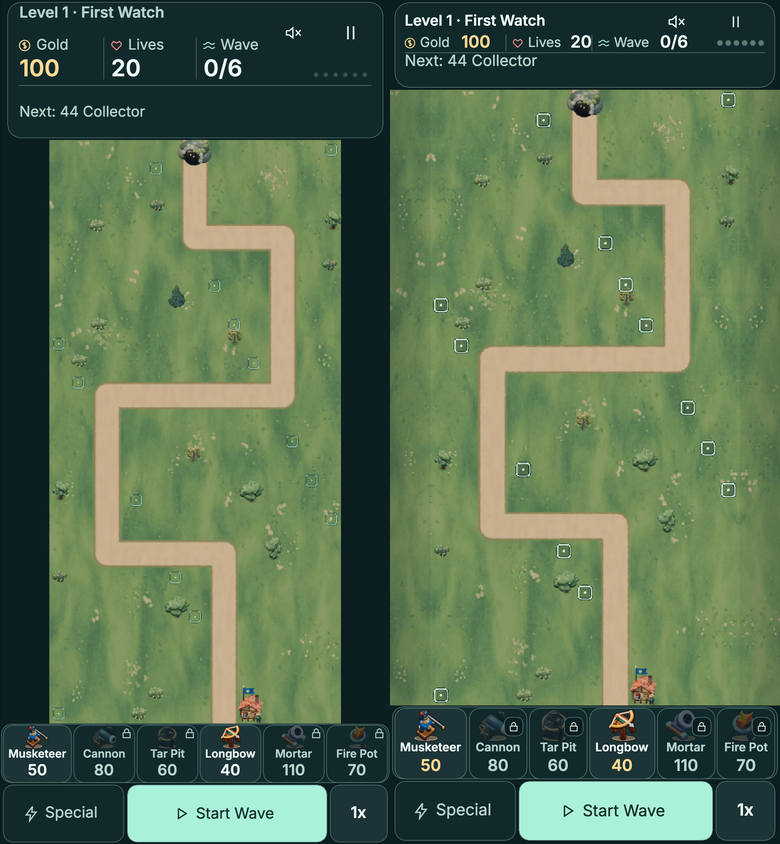 Level 1 · First Watch
Gold Lives Wave
100 20 0/6
Next: 44 Collector
Musketeer Cannon Tar Pit Longbow Mortar Fire Pot
50 80 60 40 110 70
Special Start Wave 1x
Level 1 · First Watch
Gold 100 Lives 20 Wave 0/6
Next: 44 Collector
Musketeer Cannon Tar Pit Longbow Mortar Fire Pot
50 80 60 40 110 70
Special Start Wave 1x